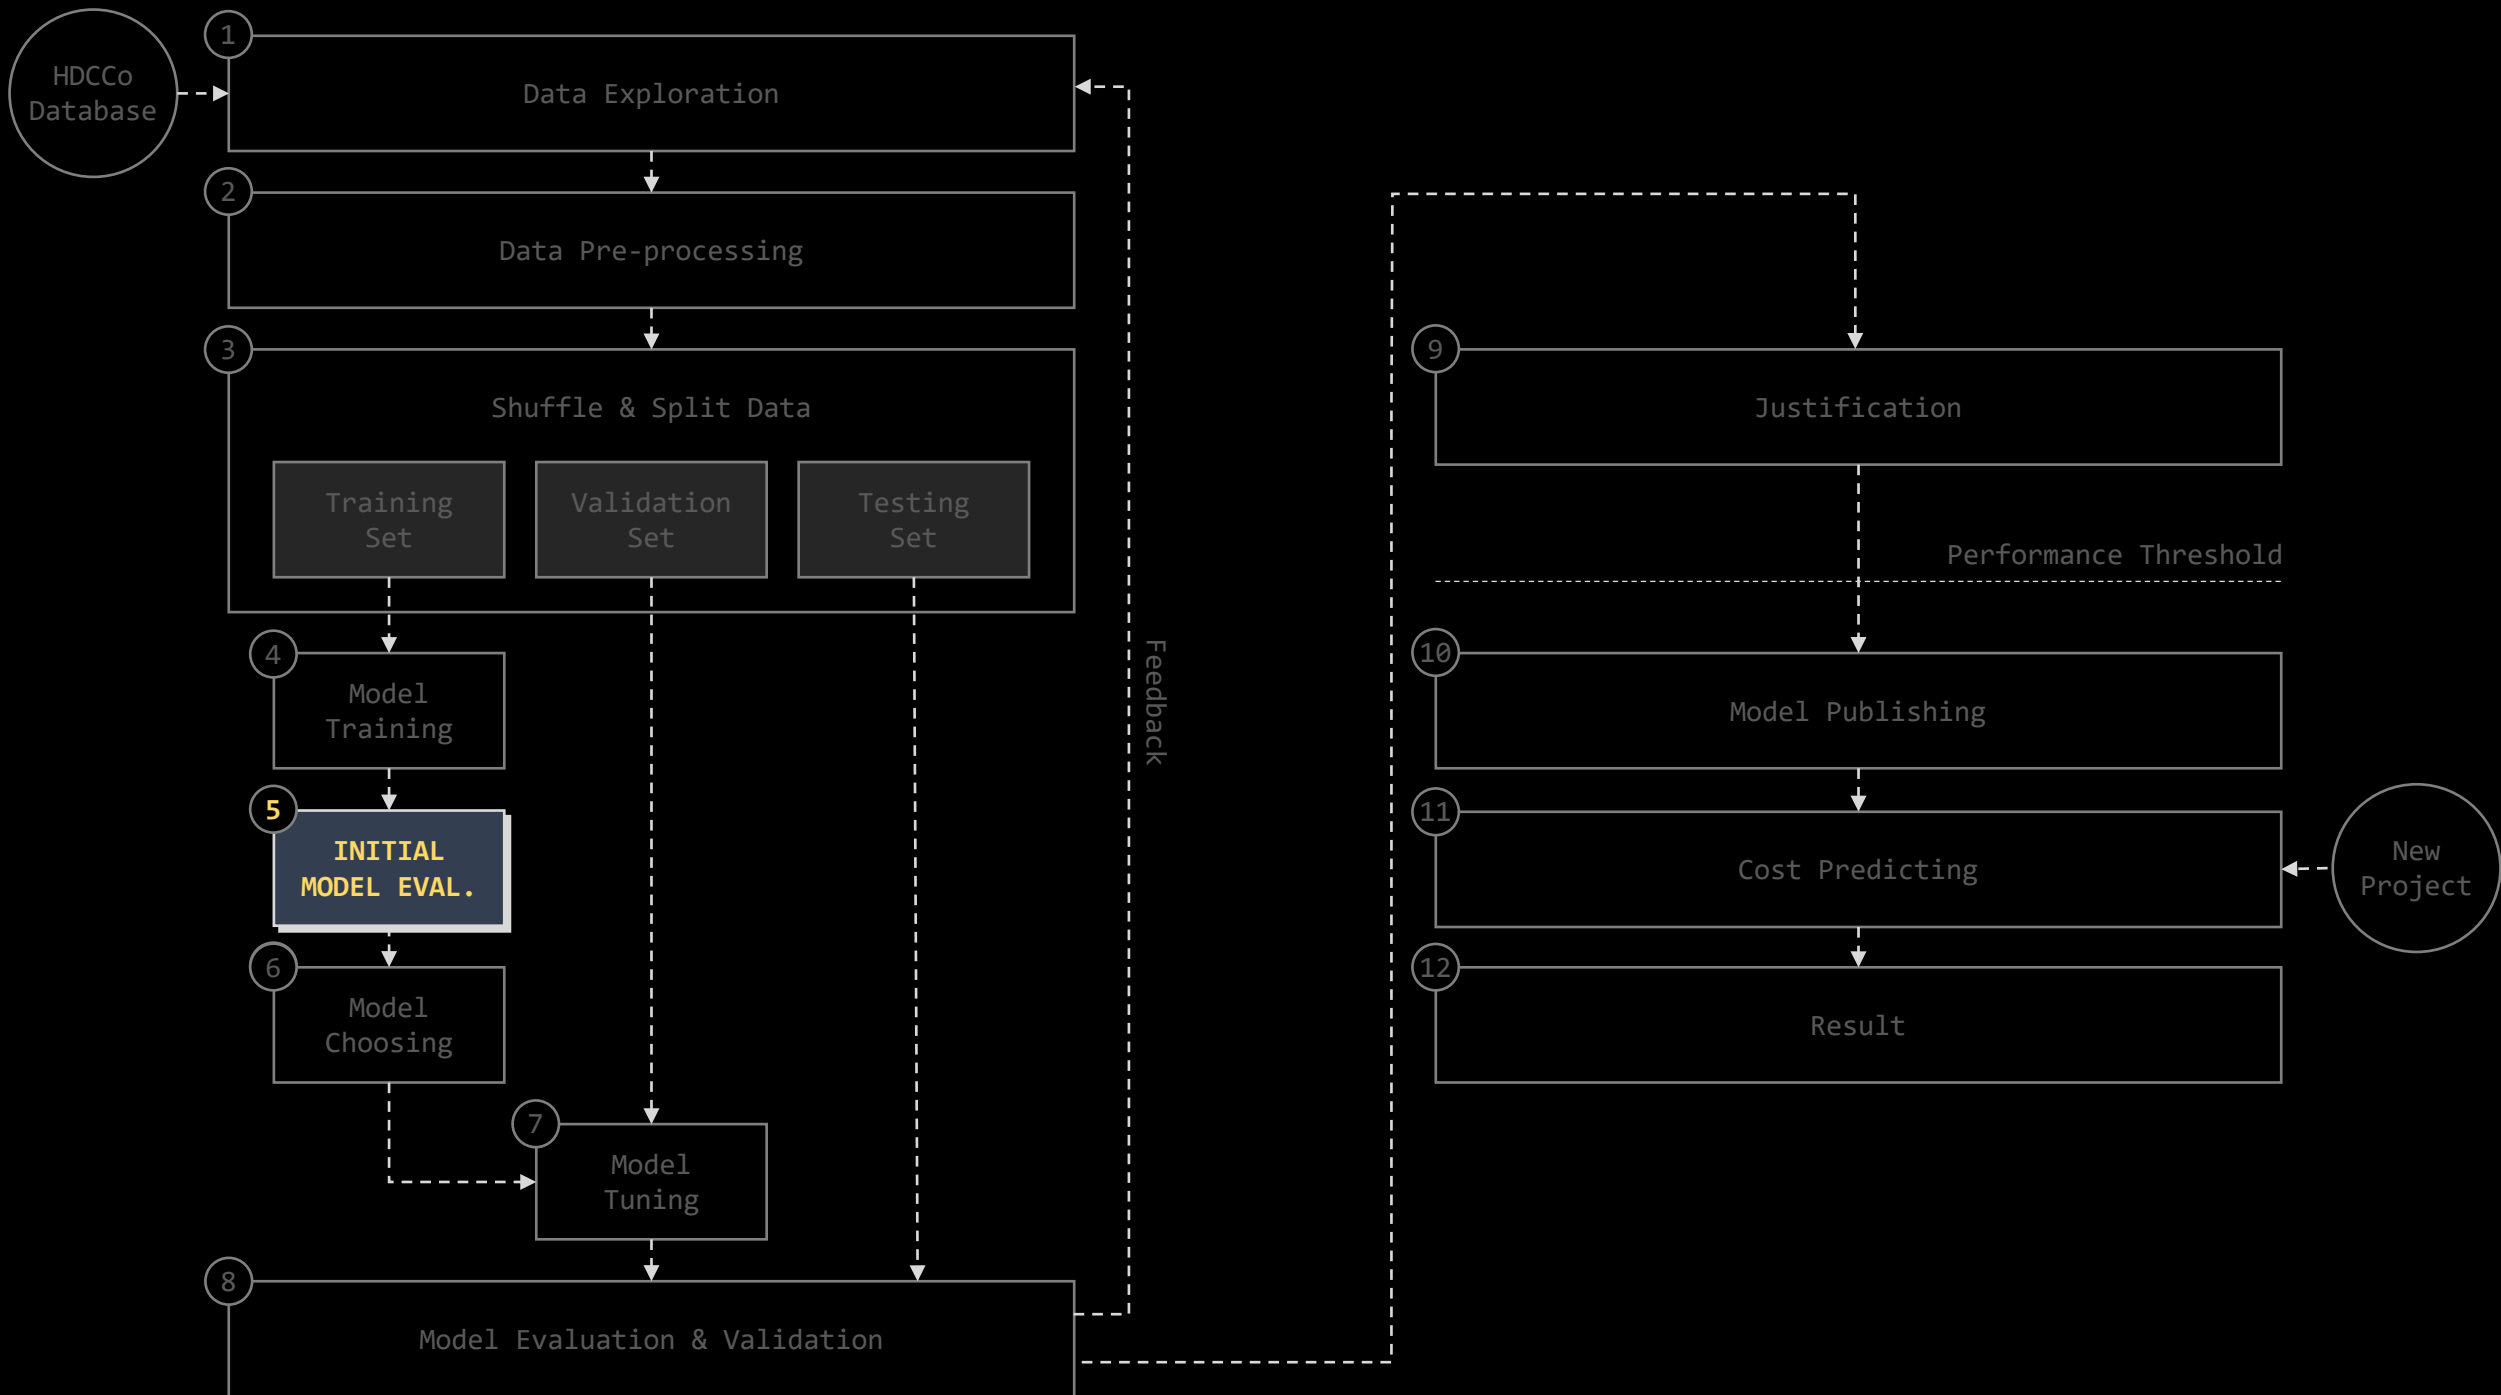 HDCCo
Database
1
Data Exploration
2
Data Pre-processing
3
Shuffle & Split Data
Training
Set
Validation
Set
Testing
Set
4
Model
Training
5
INITIAL
MODEL EVAL.
6
Model
Choosing
7
Model
Tuning
8
Model Evaluation & Validation
Feedback
9
Justification
Performance Threshold
10
Model Publishing
11
Cost Predicting
New
Project
12
Result